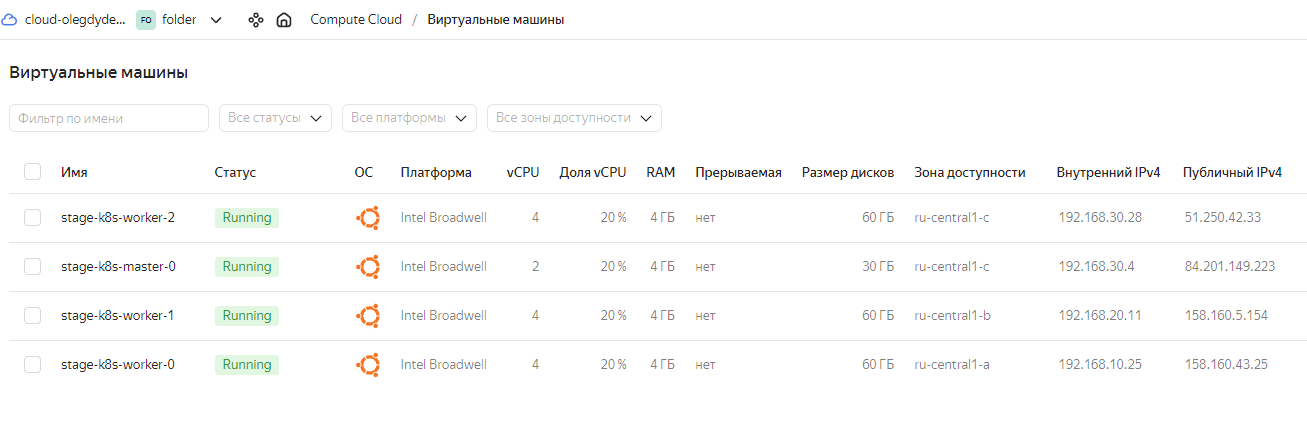 cloud-olegdyde... FO folder Compute Cloud / Виртуальные машины
Виртуальные машины
Фильтр по имени Все статусы Все платформы Все зоны доступности
Имя Статус ОС Платформа vCPU Доля vCPU RAM Прерываемая Размер дисков Зона доступности Внутренний IPv4 Публичный IPv4
stage-k8s-worker-2 Running Intel Broadwell 4 20 % 4 ГБ нет 60 ГБ ru-central1-c 192.168.30.28 51.250.42.33
stage-k8s-master-0 Running Intel Broadwell 2 20 % 4 ГБ нет 30 ГБ ru-central1-c 192.168.30.4 84.201.149.223
stage-k8s-worker-1 Running Intel Broadwell 4 20 % 4 ГБ нет 60 ГБ ru-central1-b 192.168.20.11 158.160.5.154
stage-k8s-worker-0 Running Intel Broadwell 4 20 % 4 ГБ нет 60 ГБ ru-central1-a 192.168.10.25 158.160.43.25